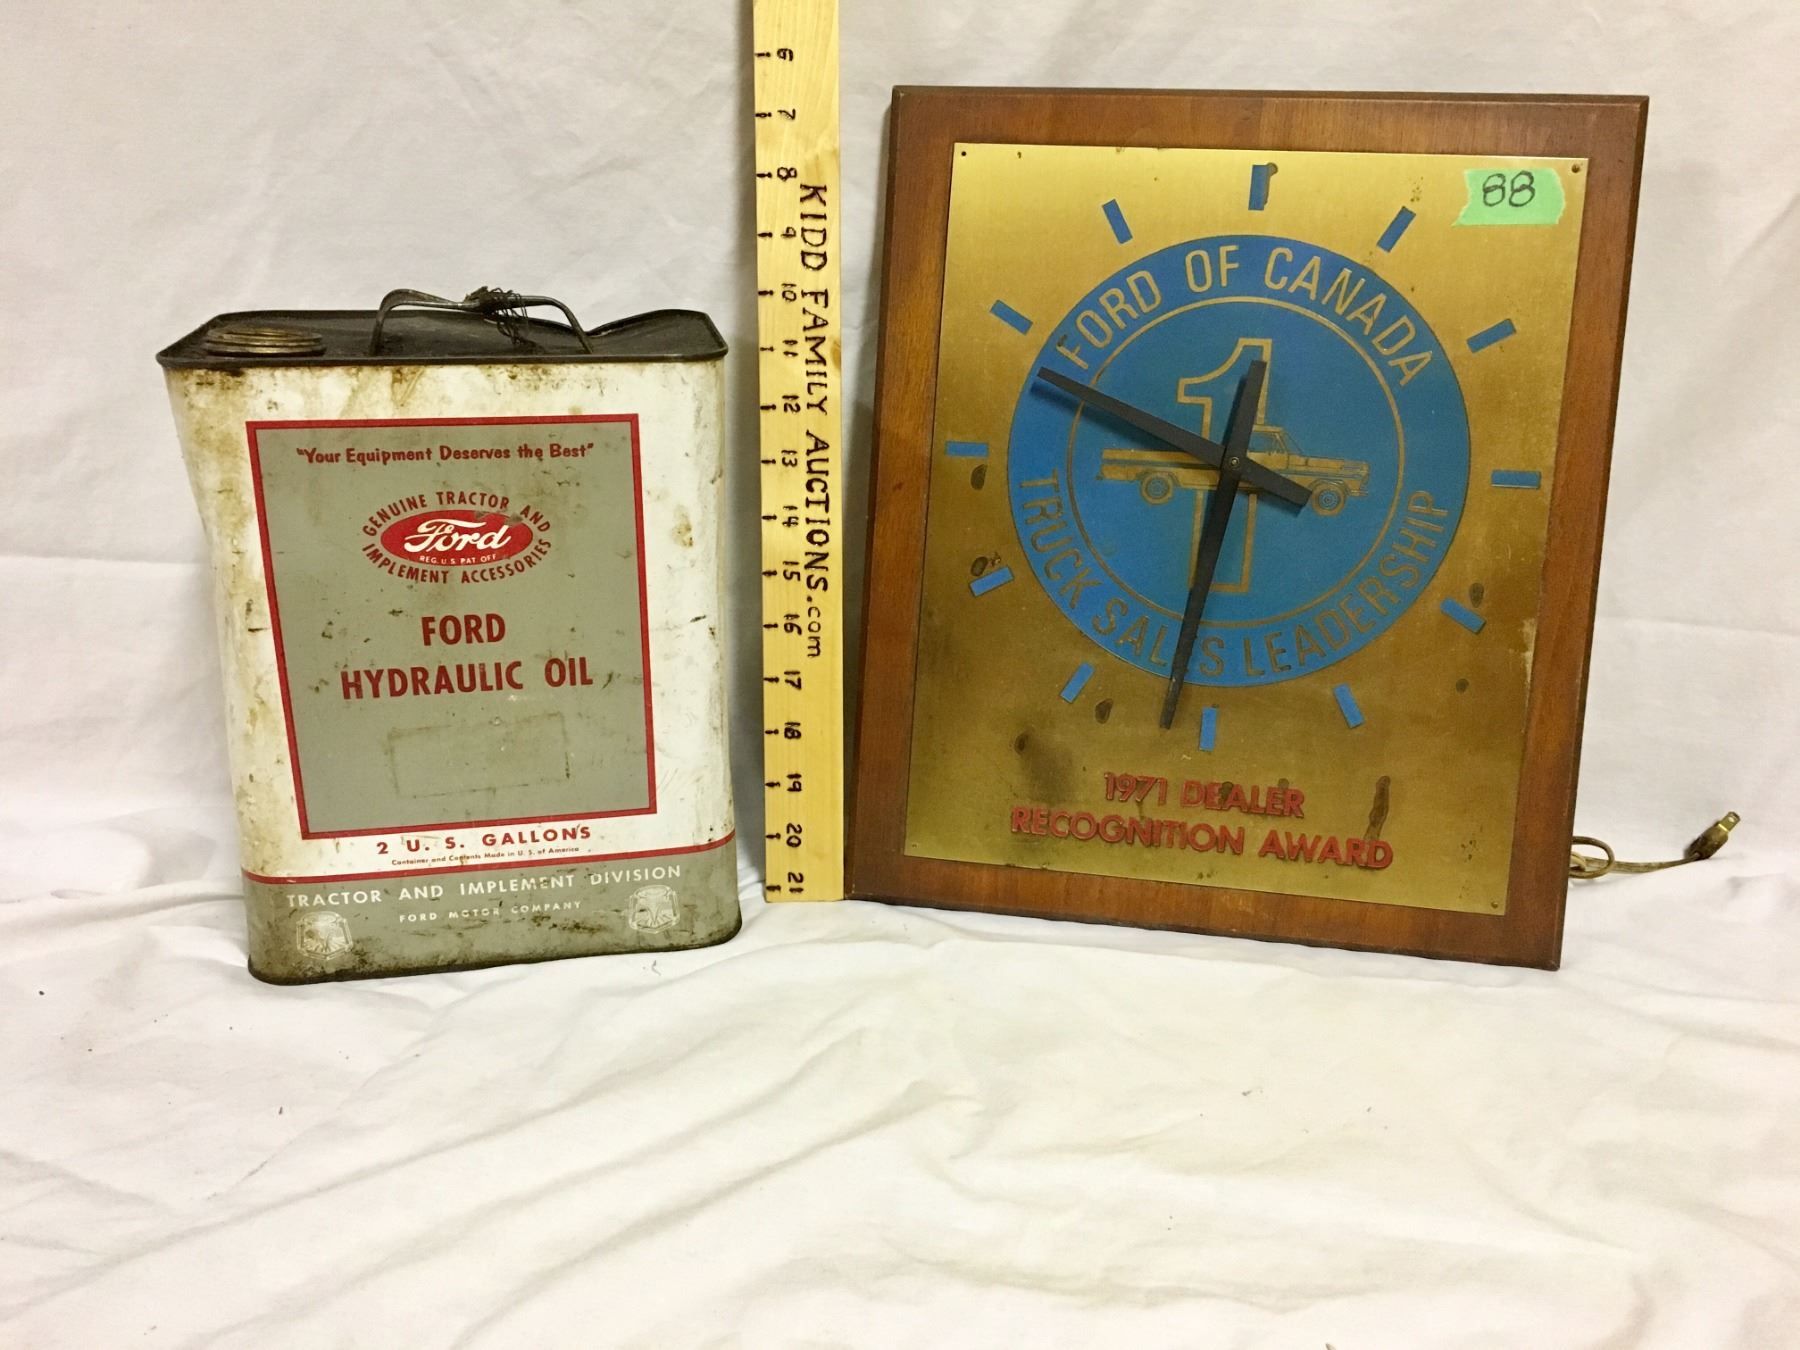 "Your Equipment Deserves the Best"
GENUINE TRACTOR AND
Ford
REG. U.S. PAT. OFF.
IMPLEMENT ACCESSORIES
FORD
HYDRAULIC OIL
2 U. S. GALLONS
Container and Contents Made in U. S. of America
TRACTOR AND IMPLEMENT DIVISION
FORD MOTOR COMPANY
6
7
8
9
10
11
12
13
14
15
16
17
18
19
20
21
KIDD FAMILY AUCTIONS.com
88
FORD OF CANADA
1
TRUCK SALES LEADERSHIP
1971 DEALER
RECOGNITION AWARD